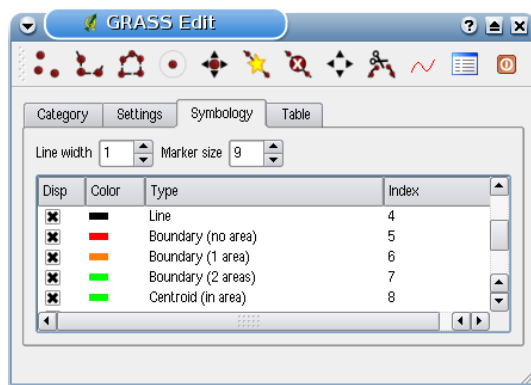 GRASS Edit
Category Settings Symbology Table
Line width 1 Marker size 9
Disp Color Type Index
Line 4
Boundary (no area) 5
Boundary (1 area) 6
Boundary (2 areas) 7
Centroid (in area) 8